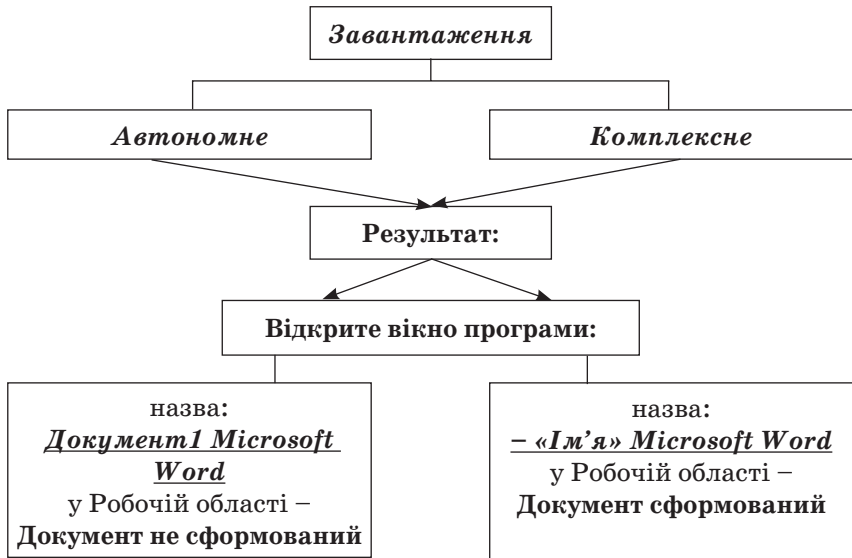 Завантаження
Автономне
Комплексне
Результат:
Відкрите вікно програми:
назва:
Документ1 Microsoft
Word
у Робочій області –
Документ не сформований
назва:
– «Ім’я» Microsoft Word
у Робочій області –
Документ сформований